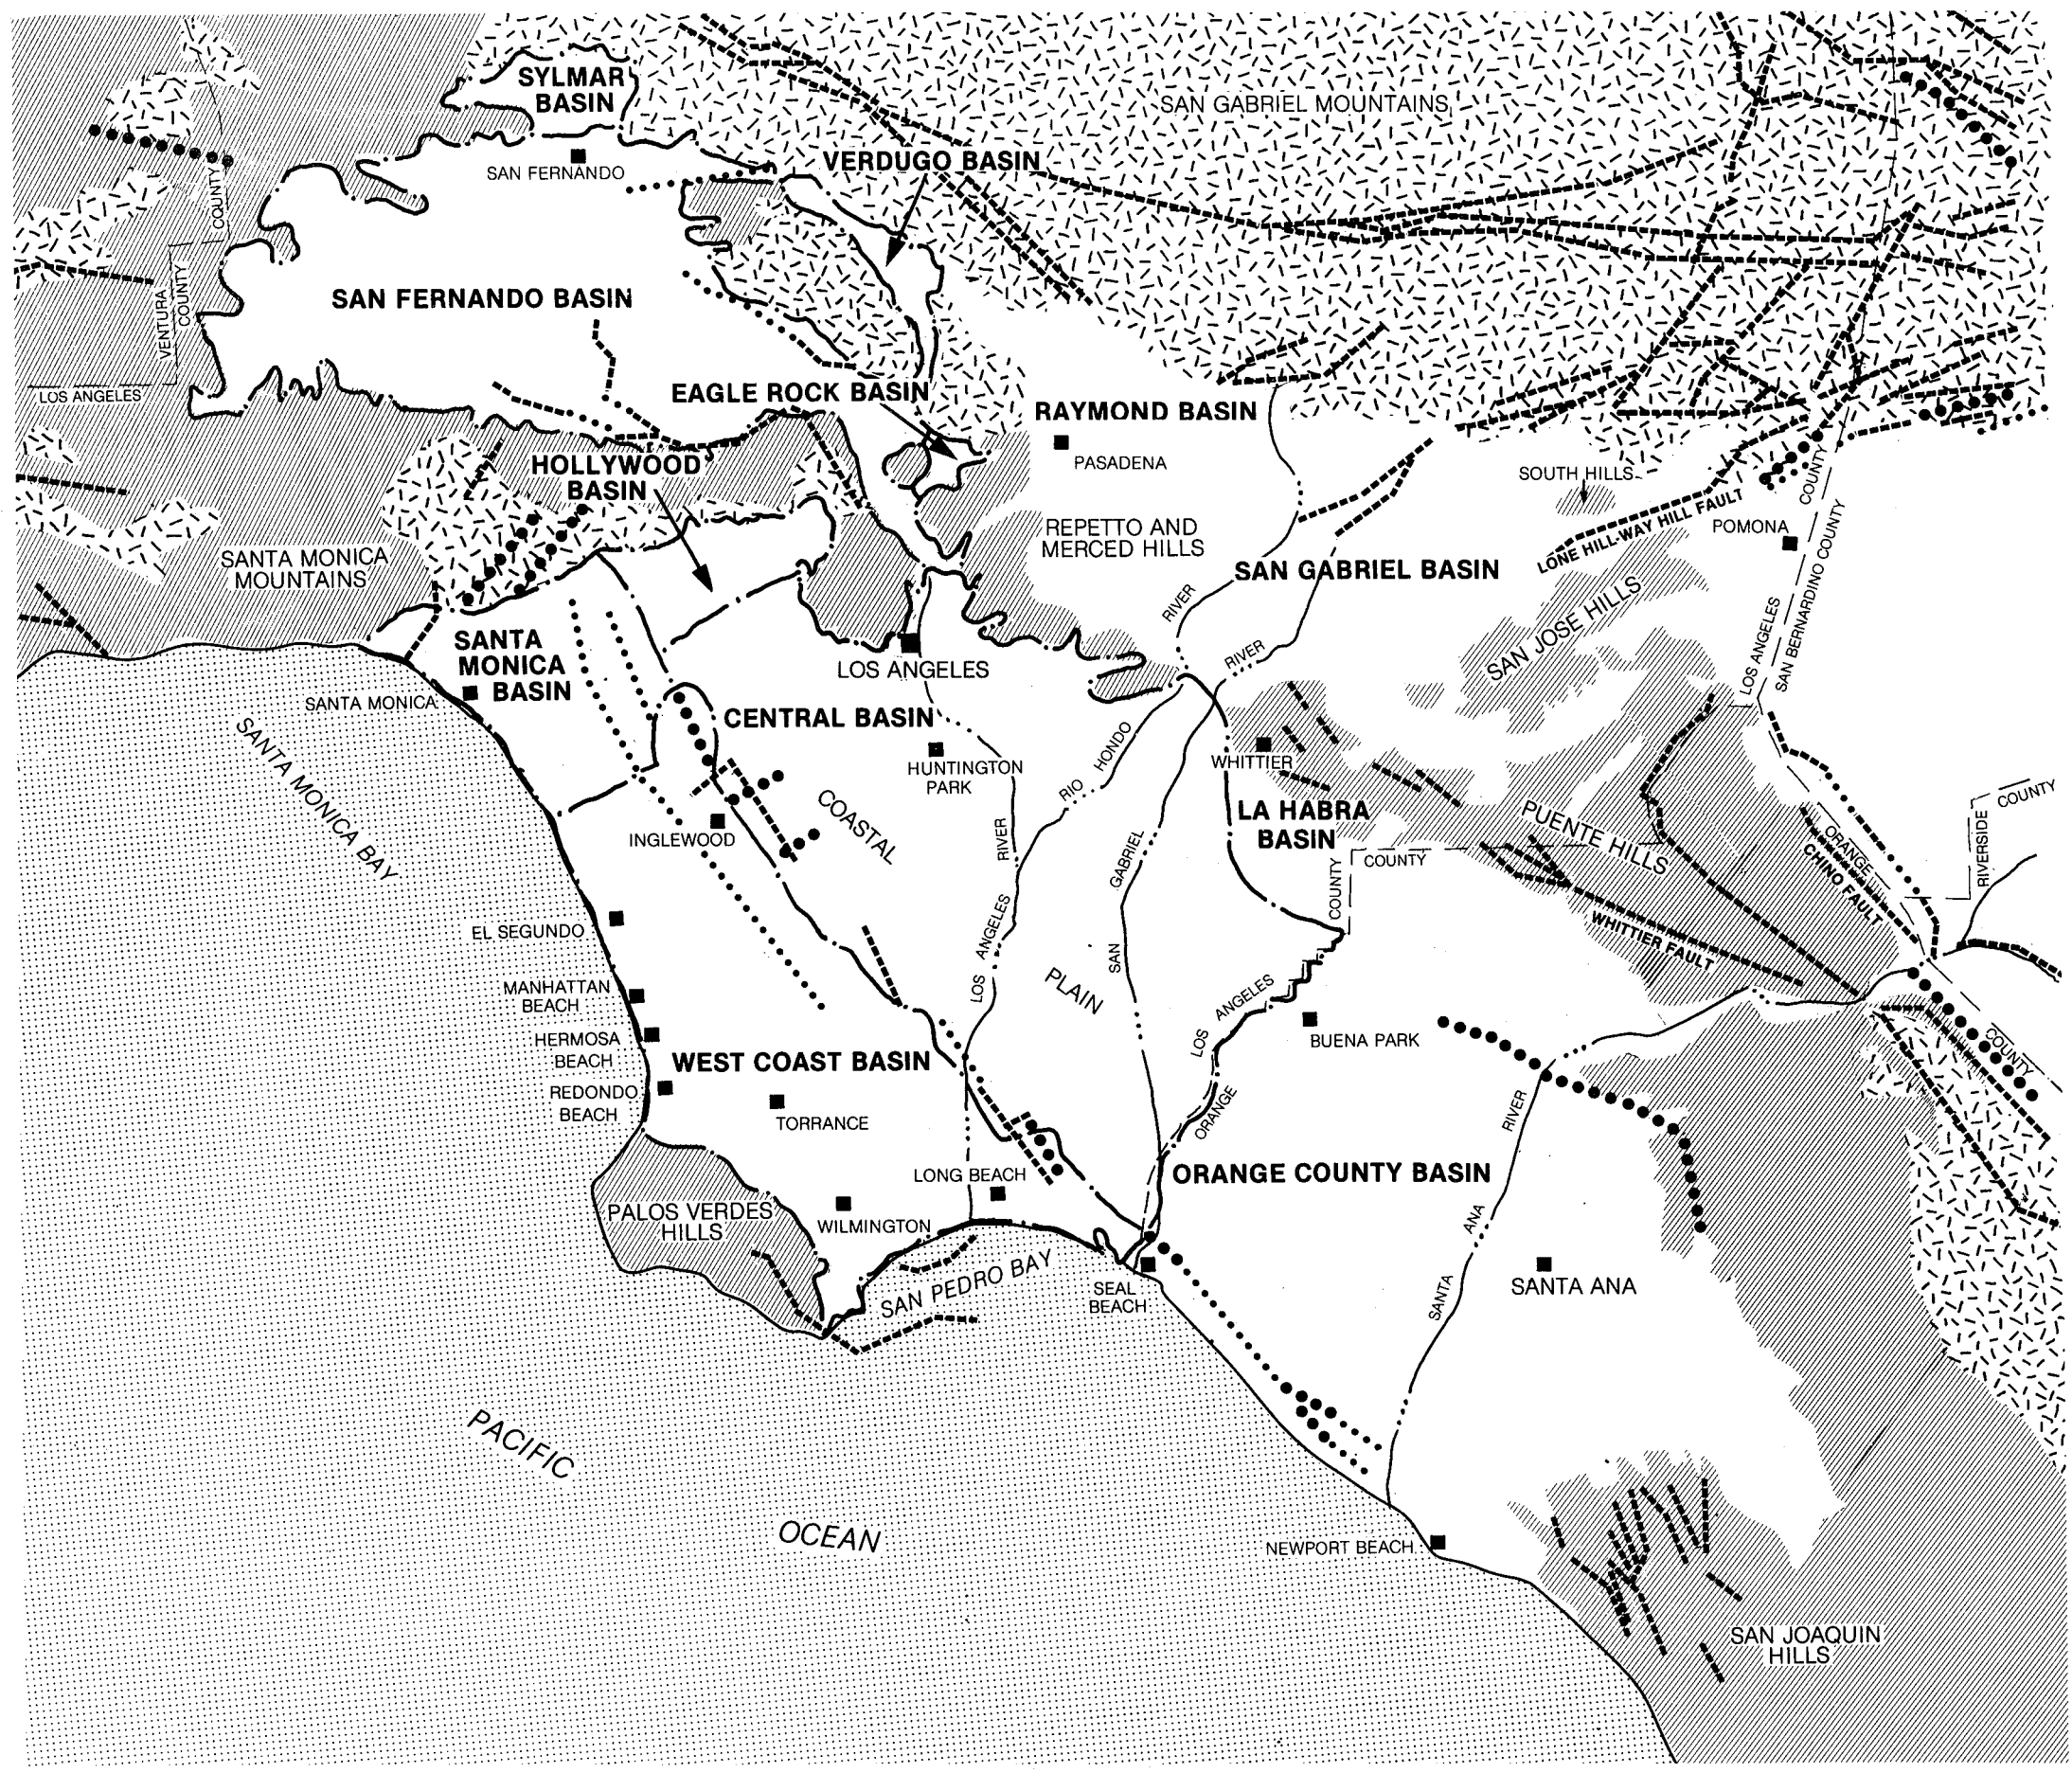 SYLMAR
BASIN
SAN GABRIEL MOUNTAINS
SAN FERNANDO
VERDUGO BASIN
COUNTY
VENTURA
COUNTY
LOS ANGELES
SAN FERNANDO BASIN
EAGLE ROCK BASIN
RAYMOND BASIN
PASADENA
HOLLYWOOD
BASIN
SOUTH HILLS
LONE HILL-WAY HILL FAULT
COUNTY
POMONA
LOS ANGELES
SAN BERNARDINO COUNTY
REPETTO AND
MERCED HILLS
SANTA MONICA
MOUNTAINS
SAN GABRIEL BASIN
RIVER
RIVER
SAN JOSE HILLS
SANTA
MONICA
BASIN
SANTA MONICA
LOS ANGELES
CENTRAL BASIN
SANTA MONICA BAY
HUNTINGTON
PARK
RIO HONDO
WHITTIER
LA HABRA
BASIN
COUNTY
COUNTY
PUENTE HILLS
ORANGE
CHINO FAULT
RIVERSIDE
COUNTY
WHITTIER FAULT
INGLEWOOD
COASTAL
PLAIN
LOS ANGELES RIVER
SAN GABRIEL
EL SEGUNDO
MANHATTAN
BEACH
HERMOSA
BEACH
REDONDO
BEACH
WEST COAST BASIN
TORRANCE
LOS ANGELES
ORANGE
BUENA PARK
COUNTY
LONG BEACH
ORANGE COUNTY BASIN
PALOS VERDES
HILLS
WILMINGTON
SAN PEDRO BAY
SEAL
BEACH
SANTA ANA RIVER
SANTA ANA
PACIFIC
OCEAN
NEWPORT BEACH
SAN JOAQUIN
HILLS